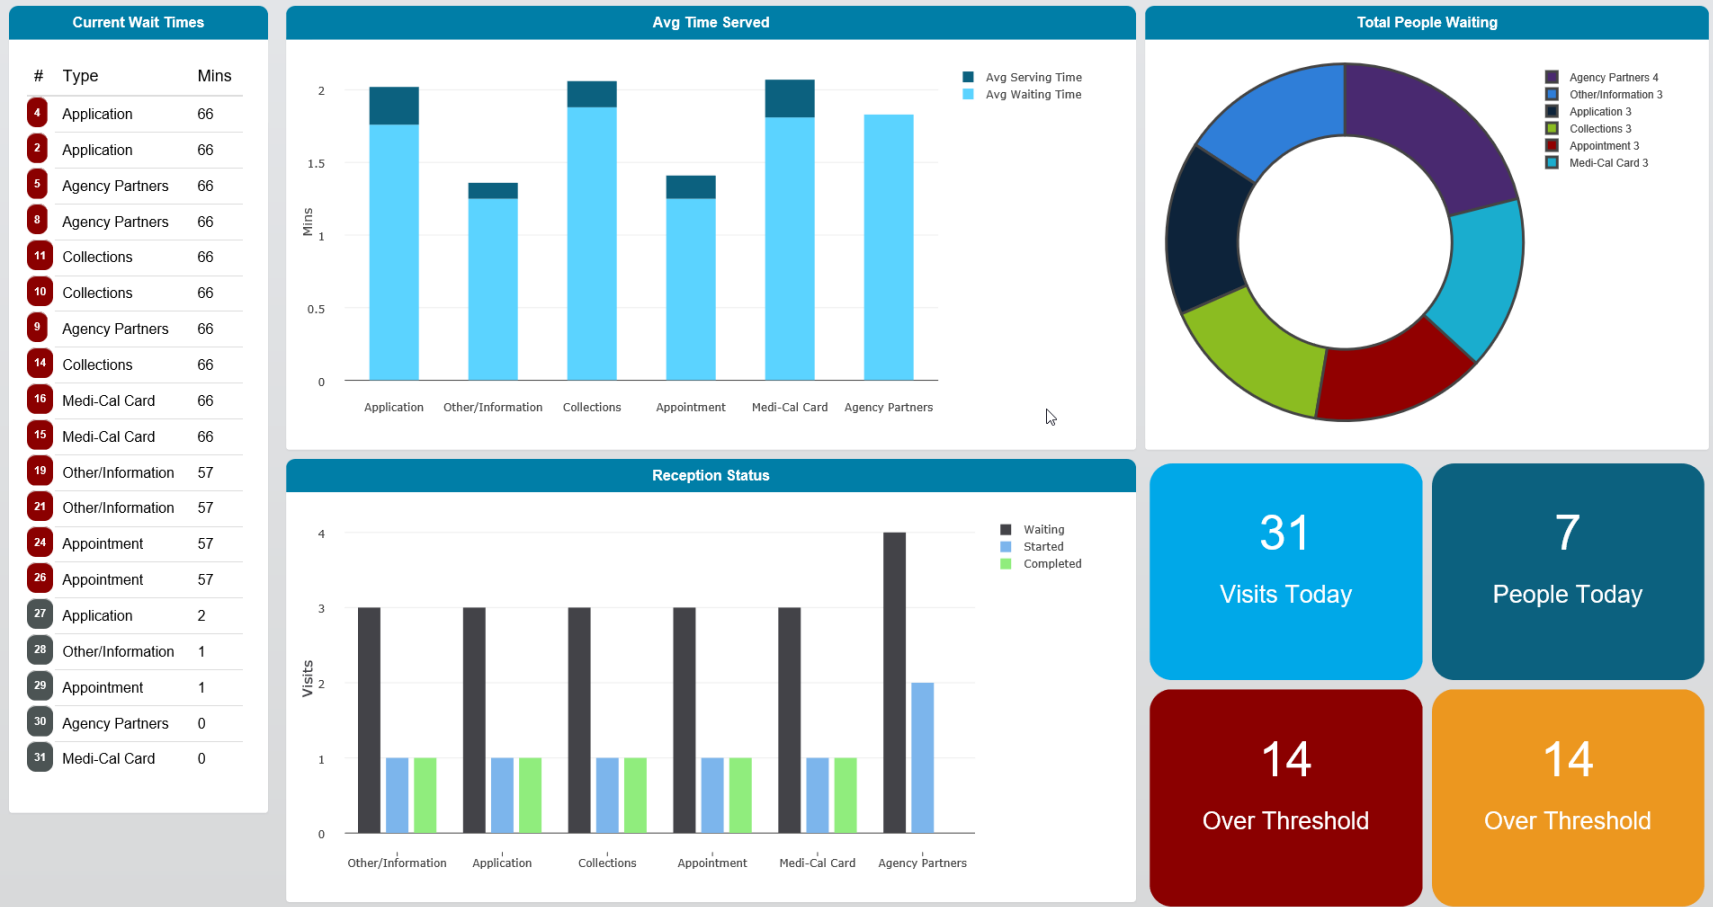 Current Wait Times
# Type Mins
4 Application 66
2 Application 66
5 Agency Partners 66
8 Agency Partners 66
11 Collections 66
10 Collections 66
9 Agency Partners 66
14 Collections 66
16 Medi-Cal Card 66
15 Medi-Cal Card 66
19 Other/Information 57
21 Other/Information 57
24 Appointment 57
26 Appointment 57
27 Application 2
28 Other/Information 1
29 Appointment 1
30 Agency Partners 0
31 Medi-Cal Card 0
Avg Time Served
Avg Serving Time
Avg Waiting Time
2
1.5
1
0.5
0
Mins
Application Other/Information Collections Appointment Medi-Cal Card Agency Partners
Total People Waiting
Agency Partners 4
Other/Information 3
Application 3
Collections 3
Appointment 3
Medi-Cal Card 3
Reception Status
Waiting
Started
Completed
4
3
2
1
0
Visits
Other/Information Application Collections Appointment Medi-Cal Card Agency Partners
31
Visits Today
7
People Today
14
Over Threshold
14
Over Threshold